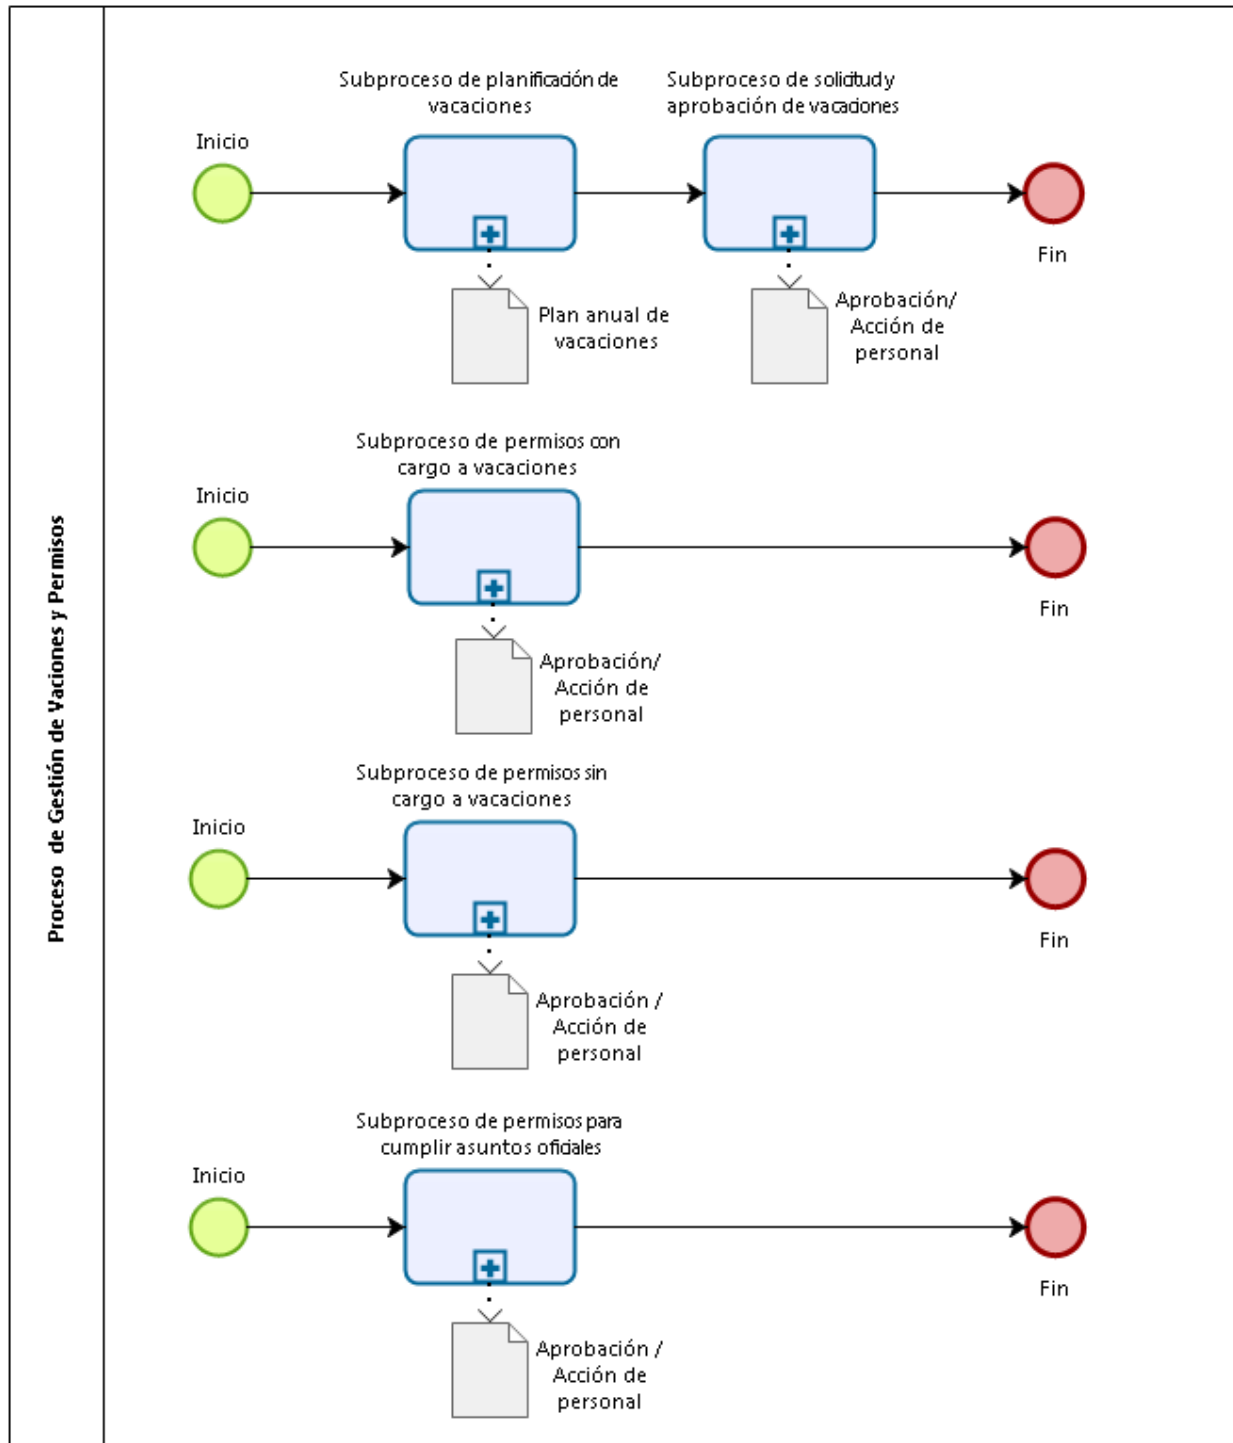 Proceso  de Gestión de Vaciones y Permisos
Subproceso de planificación de
vacaciones
Subproceso de solicitud y
aprobación de vacaciones
Inicio
Fin
Plan anual de
vacaciones
Aprobación/
Acción de
personal
Subproceso de permisos con
cargo a vacaciones
Inicio
Fin
Aprobación/
Acción de
personal
Subproceso de permisos sin
cargo a vacaciones
Inicio
Fin
Aprobación /
Acción de
personal
Subproceso de permisos para
cumplir asuntos oficiales
Inicio
Fin
Aprobación /
Acción de
personal